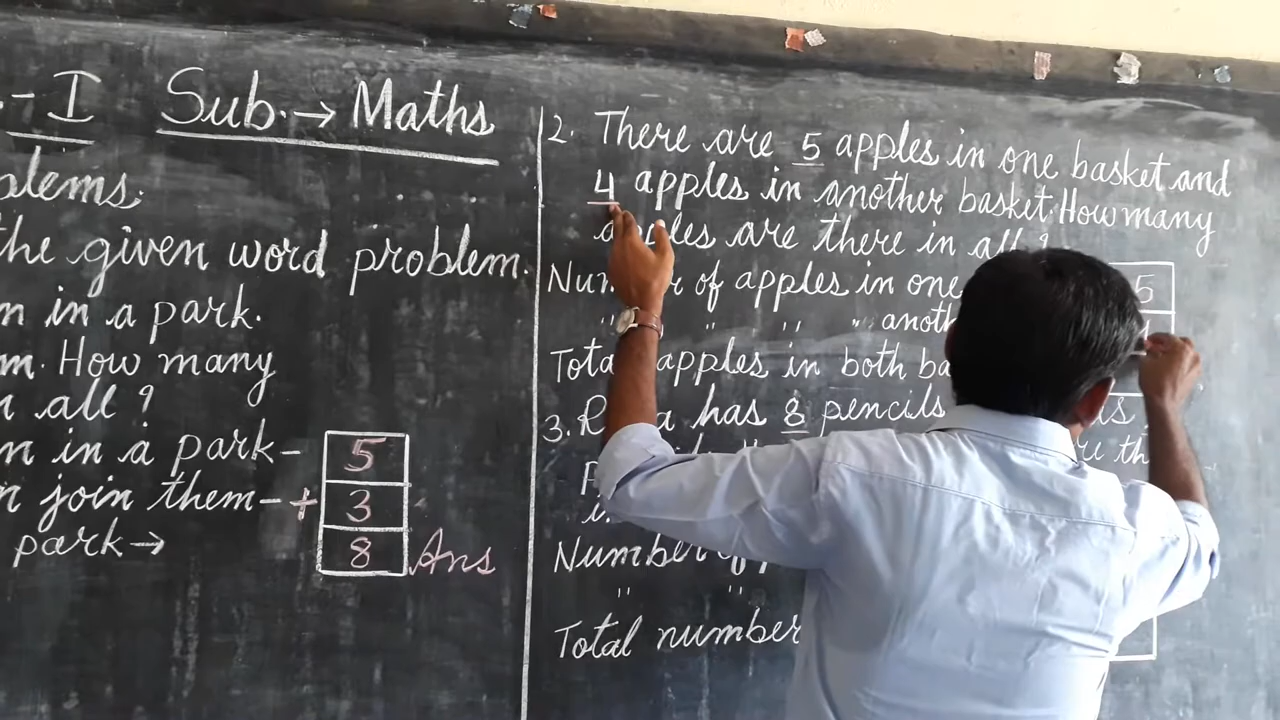 .-I Sub.→ Maths
blems.
the given word problem.
n in a park.
m. How many
n all ?
n in a park- 5
n join them- + 3
park→ 8 Ans
2. There are 5 apples in one basket and
4 apples in another basket. How many
apples are there in all ?
Number of apples in one 5
" " " " anoth
Total apples in both ba
3. has 8 pencils
Number of
" "
Total number